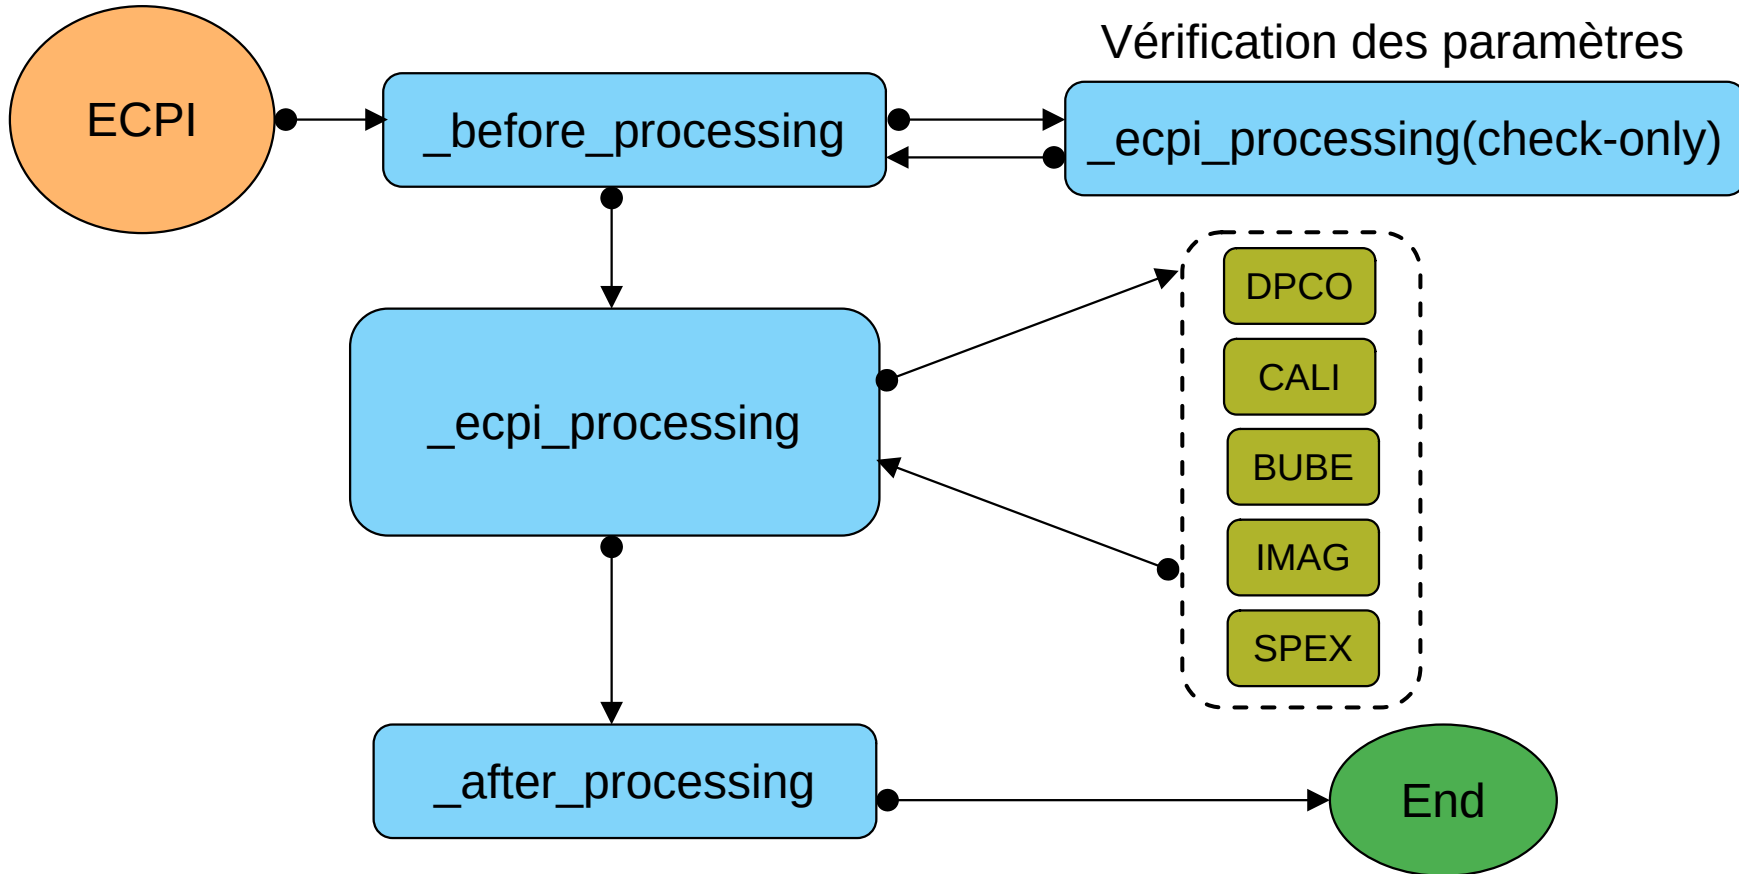 Vérification des paramètres
ECPI
_before_processing
_ecpi_processing(check-only)
DPCO
CALI
_ecpi_processing
BUBE
IMAG
SPEX
_after_processing
End